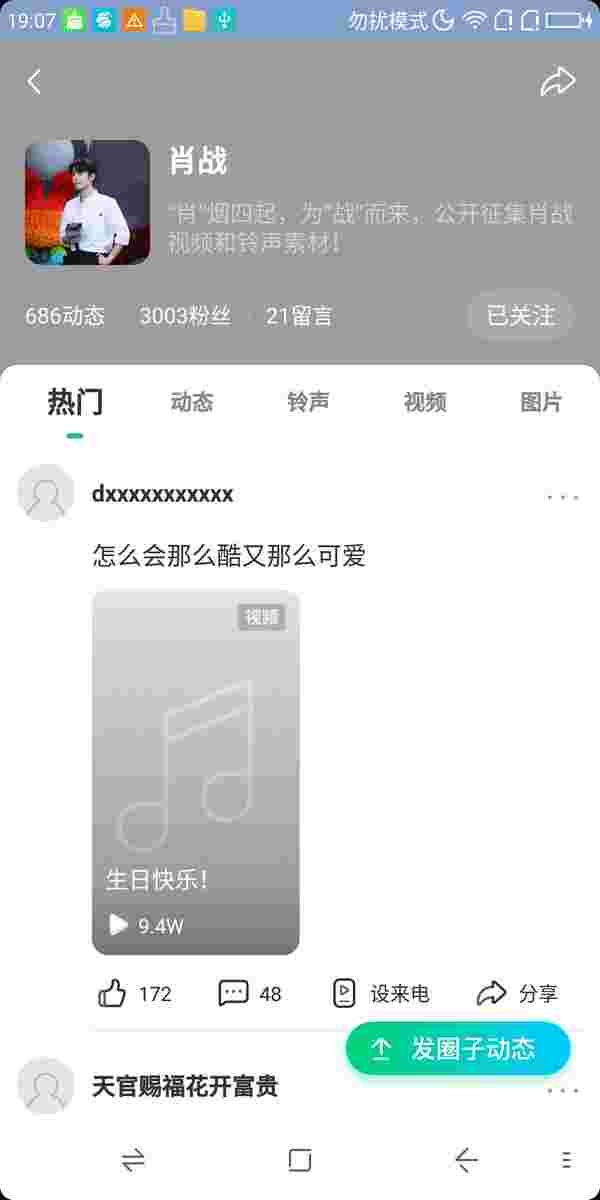 19:07
勿扰模式
肖战
“肖”烟四起，为“战”而来，公开征集肖战
视频和铃声素材！
686动态 3003粉丝 21留言 已关注
热门 动态 铃声 视频 图片
dxxxxxxxxxxx
怎么会那么酷又那么可爱
视频
生日快乐！
9.4W
172 48 设来电 分享
发圈子动态
天官赐福花开富贵